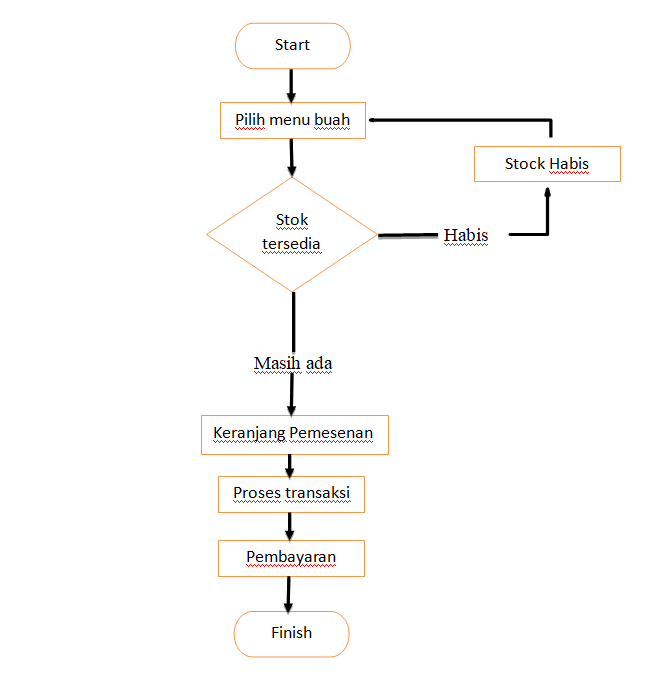 Start
Pilih menu buah
Stock Habis
Stok
tersedia
Habis
Masih ada
Keranjang Pemesenan
Proses transaksi
Pembayaran
Finish